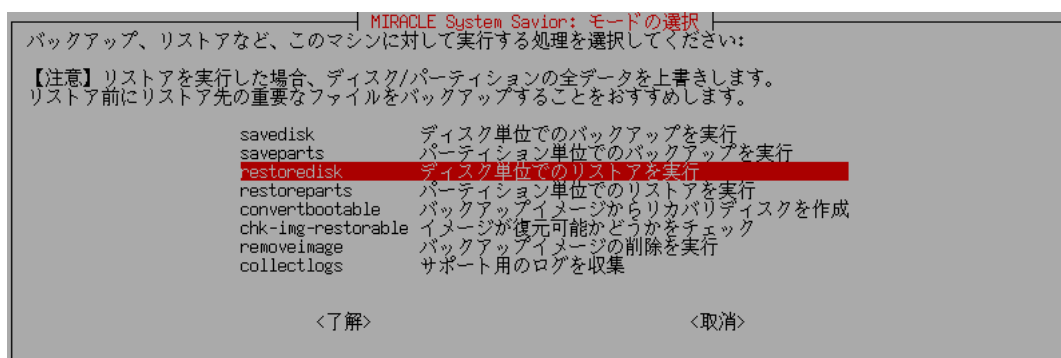 MIRACLE System Savior: モードの選択
バックアップ、リストアなど、このマシンに対して実行する処理を選択してください:
【注意】リストアを実行した場合、ディスク/パーティションの全データを上書きします。
リストア前にリストア先の重要なファイルをバックアップすることをおすすめします。
savedisk ディスク単位でのバックアップを実行
saveparts パーティション単位でのバックアップを実行
restoredisk ディスク単位でのリストアを実行
restoreparts パーティション単位でのリストアを実行
convertbootable バックアップイメージからリカバリディスクを作成
chk-img-restorable イメージが復元可能かどうかをチェック
removeimage バックアップイメージの削除を実行
collectlogs サポート用のログを収集
<了解> <取消>